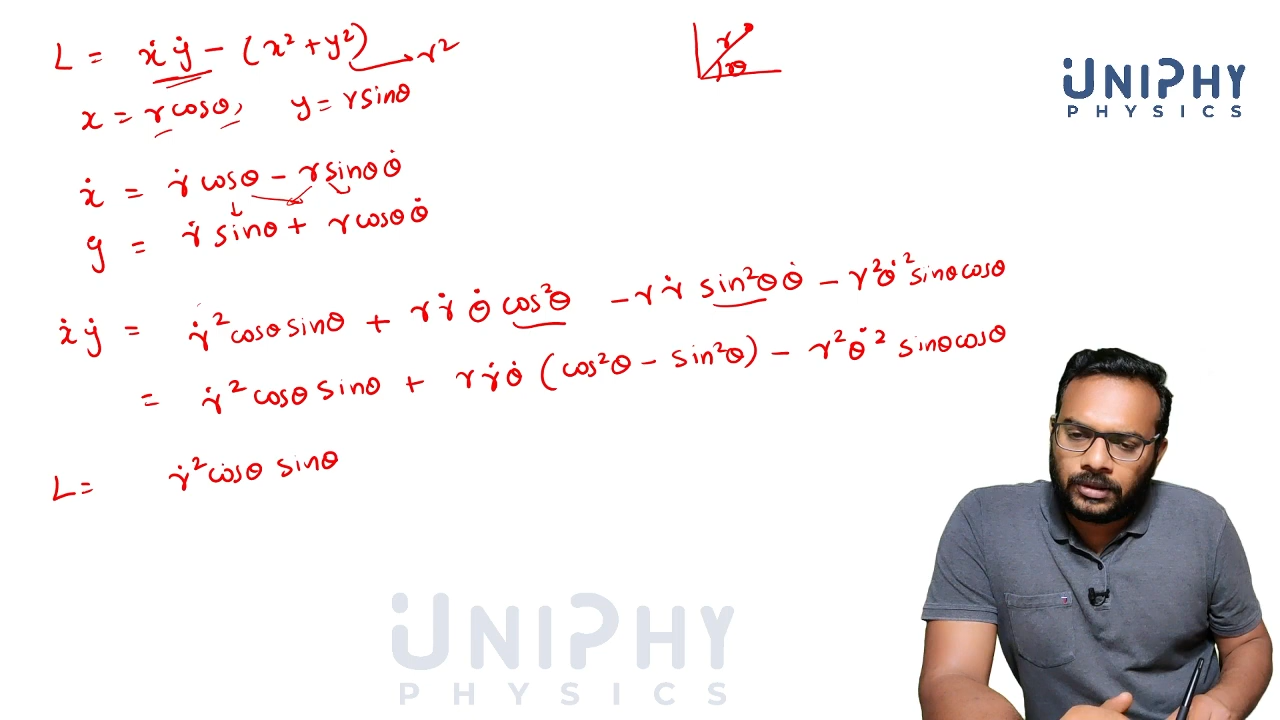 L = ẋ ẏ − (x² + y²) → r²
x = r cosθ, y = r sinθ
ẋ = ṙ cosθ − r sinθ θ̇
ẏ = ṙ sinθ + r cosθ θ̇
ẋẏ = ṙ² cosθ sinθ + r ṙ θ̇ cos²θ − r ṙ sin²θ θ̇ − r² θ̇² sinθ cosθ
= ṙ² cosθ sinθ + r ṙ θ̇ (cos²θ − sin²θ) − r² θ̇² sinθ cosθ
L = ṙ² cosθ sinθ
r
θ
UNIPHY
PHYSICS
UNIPHY
PHYSICS